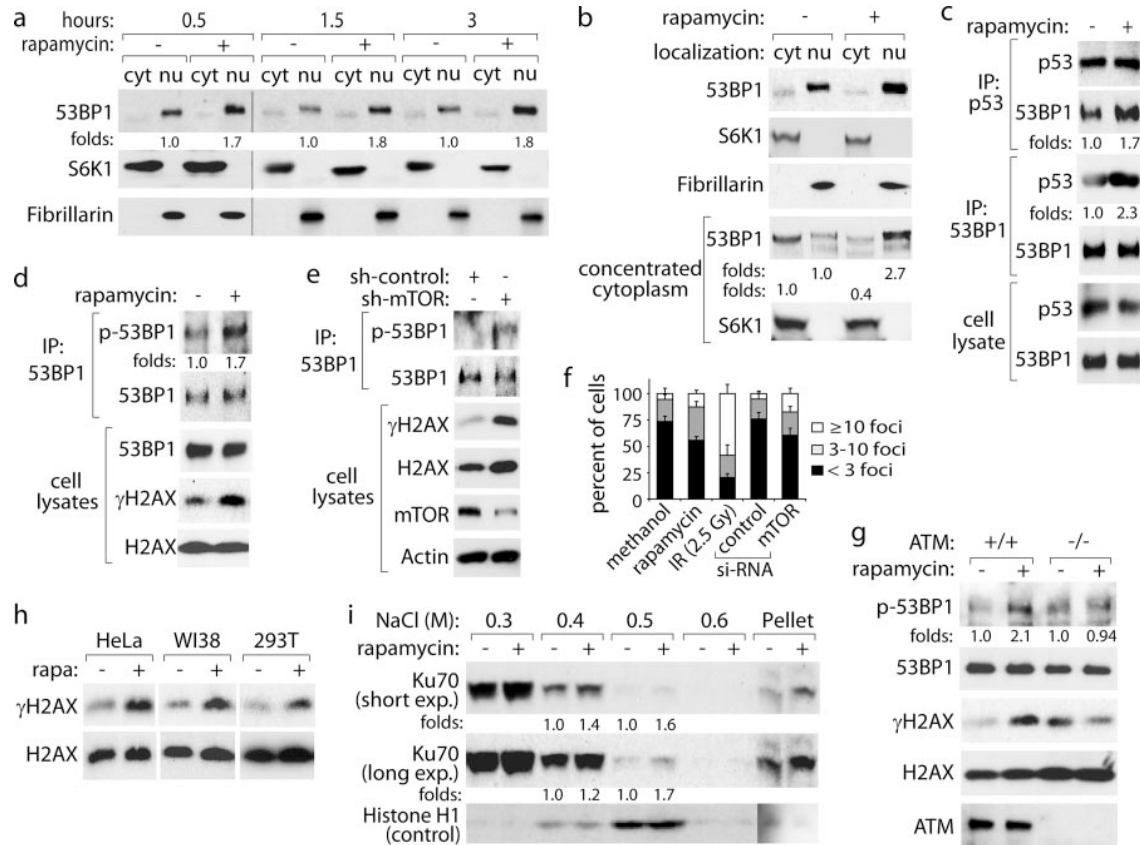 a
hours: 0.5 1.5 3
rapamycin: - + - + - +
cyt nu cyt nu cyt nu cyt nu cyt nu cyt nu
53BP1
folds: 1.0 1.7 1.0 1.8 1.0 1.8
S6K1
Fibrillarin
b
rapamycin: - +
localization: cyt nu cyt nu
53BP1
S6K1
Fibrillarin
concentrated cytoplasm
53BP1
folds: 1.0 2.7
folds: 1.0 0.4
S6K1
c
rapamycin: - +
IP: p53
p53
53BP1
folds: 1.0 1.7
IP: 53BP1
p53
folds: 1.0 2.3
53BP1
cell lysate
p53
53BP1
d
rapamycin: - +
IP: 53BP1
p-53BP1
folds: 1.0 1.7
53BP1
cell lysates
53BP1
γH2AX
H2AX
e
sh-control: + -
sh-mTOR: - +
IP: 53BP1
p-53BP1
53BP1
cell lysates
γH2AX
H2AX
mTOR
Actin
f
percent of cells
100
75
50
25
0
methanol
rapamycin
IR (2.5 Gy)
control
mTOR
si-RNA
≥10 foci
3-10 foci
< 3 foci
g
ATM: +/+ -/-
rapamycin: - + - +
p-53BP1
folds: 1.0 2.1 1.0 0.94
53BP1
γH2AX
H2AX
ATM
h
HeLa WI38 293T
rapa: - + - + - +
γH2AX
H2AX
i
NaCl (M): 0.3 0.4 0.5 0.6 Pellet
rapamycin: - + - + - + - + - +
Ku70
(short exp.)
folds: 1.0 1.4 1.0 1.6
Ku70
(long exp.)
folds: 1.0 1.2 1.0 1.7
Histone H1
(control)